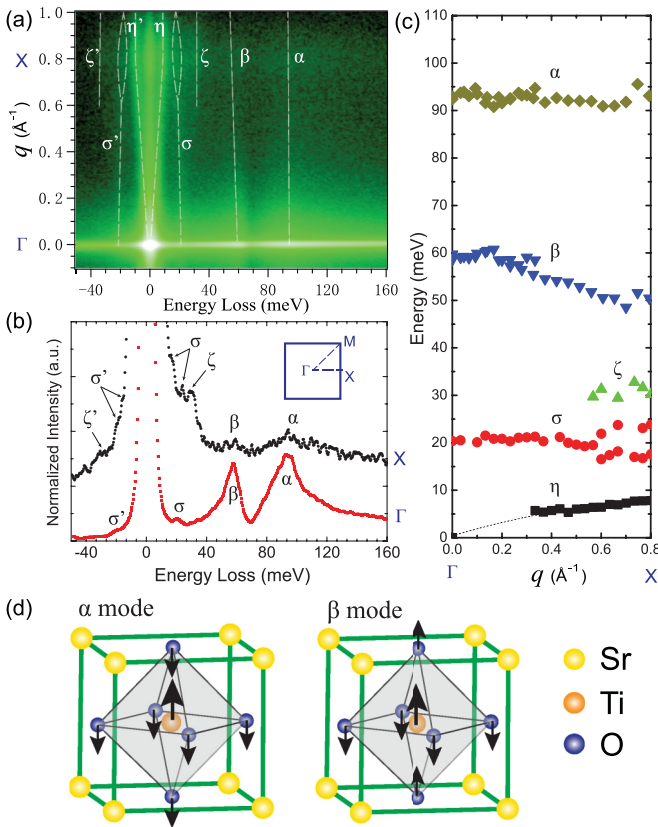 (a)
ζ' η' η ζ β α
σ' σ
X
Γ
q (Å⁻¹)
1.0
0.8
0.6
0.4
0.2
0.0
-40 0 40 80 120 160
Energy Loss (meV)
(b)
Normalized Intensity (a.u.)
σ
ζ
σ'
ζ'
M
Γ
X
β α
X
σ' σ β α
Γ
-40 0 40 80 120 160
Energy Loss (meV)
(c)
Energy (meV)
110
100
90
80
70
60
50
40
30
20
10
0
α
β
ζ
σ
η
0.0 0.2 0.4 0.6 0.8
Γ q (Å⁻¹) X
(d)
α mode
β mode
Sr
Ti
O